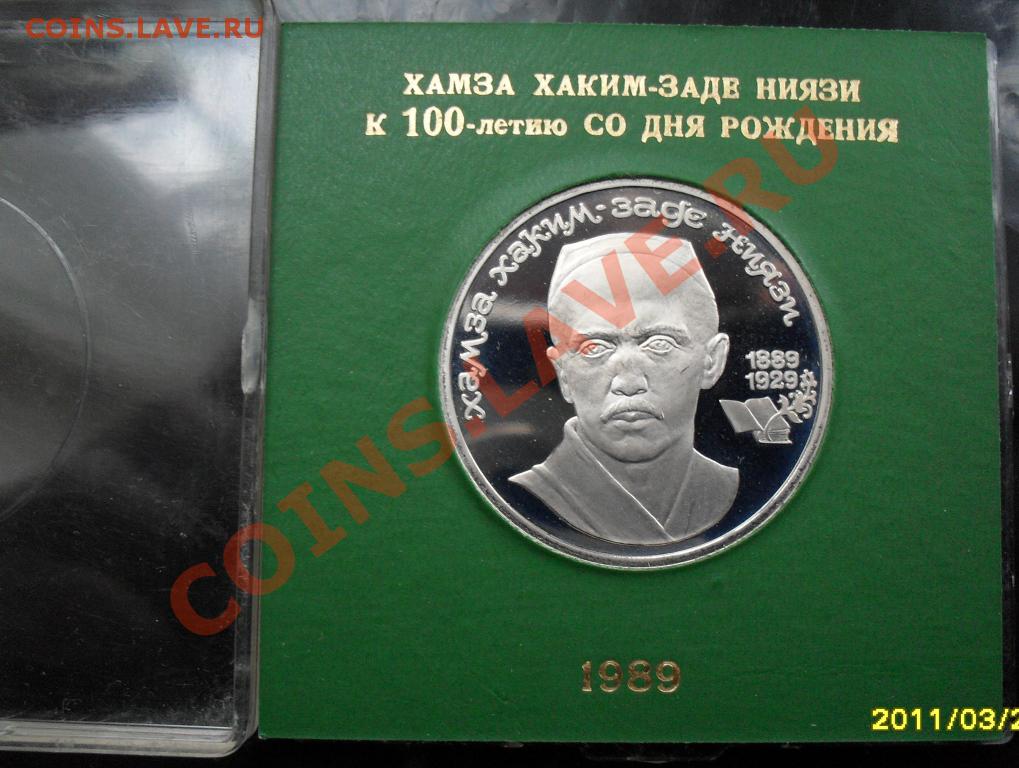 COINS.LAVE.RU
ХАМЗА ХАКИМ-ЗАДЕ НИЯЗИ
К 100-летию СО ДНЯ РОЖДЕНИЯ
хамза хаким-заде ниязи
1889
1929
COINS.LAVE.RU
1989
2011/03/2